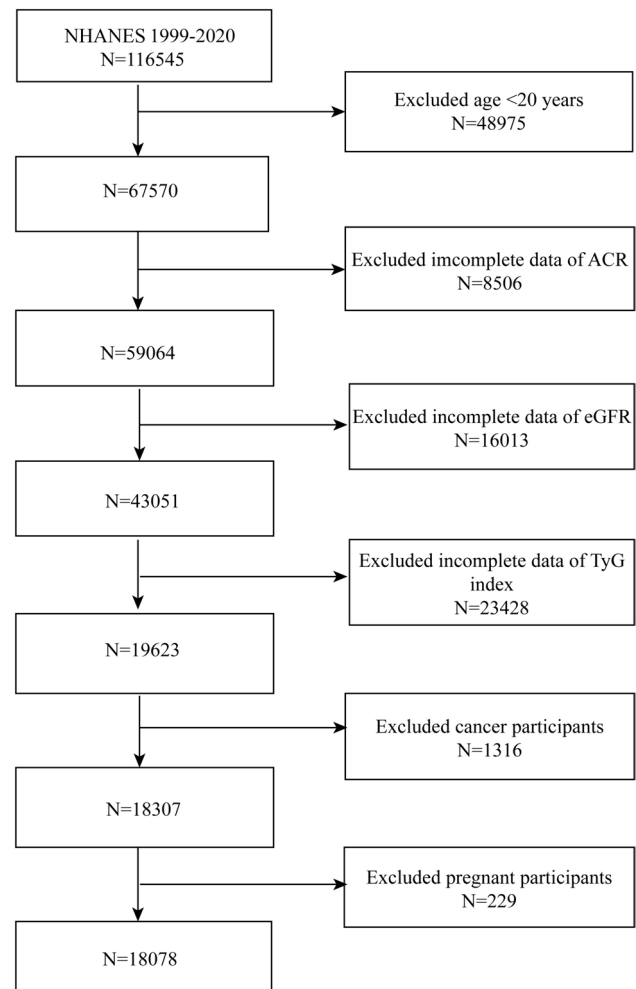 NHANES 1999-2020
N=116545
Excluded age <20 years
N=48975
N=67570
Excluded imcomplete data of ACR
N=8506
N=59064
Excluded incomplete data of eGFR
N=16013
N=43051
Excluded incomplete data of TyG
index
N=23428
N=19623
Excluded cancer participants
N=1316
N=18307
Excluded pregnant participants
N=229
N=18078